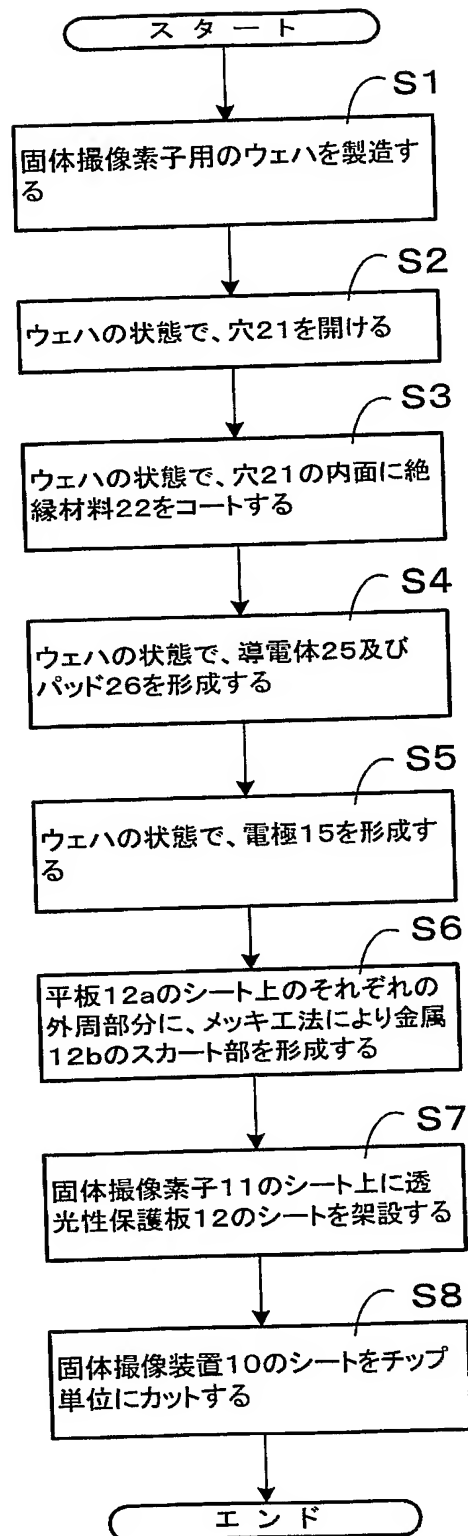 スタート
S1
固体撮像素子用のウェハを製造す
る
S2
ウェハの状態で、穴21を開ける
S3
ウェハの状態で、穴21の内面に絶
縁材料22をコートする
S4
ウェハの状態で、導電体25及び
パッド26を形成する
S5
ウェハの状態で、電極15を形成す
る
S6
平板12aのシート上のそれぞれの
外周部分に、メッキ工法により金属
12bのスカート部を形成する
S7
固体撮像素子11のシート上に透
光性保護板12のシートを架設する
S8
固体撮像装置10のシートをチップ
単位にカットする
エンド